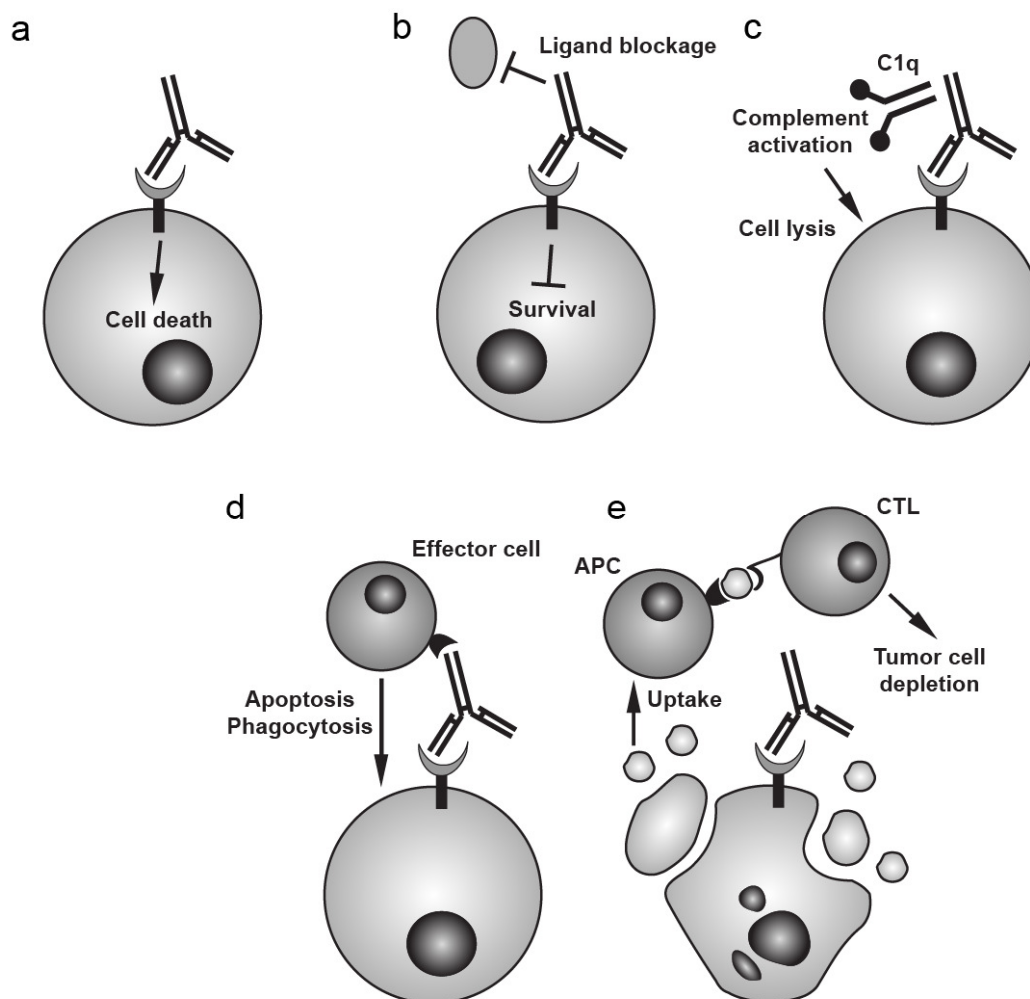 a
Cell death
b
Ligand blockage
Survival
c
C1q
Complement
activation
Cell lysis
d
Effector cell
Apoptosis
Phagocytosis
e
CTL
APC
Uptake
Tumor cell
depletion